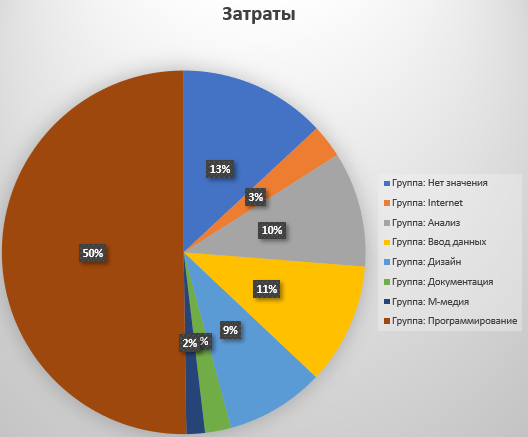 Затраты
13%
3%
10%
11%
9%
%
2%
50%
Группа: Нет значения
Группа: Internet
Группа: Анализ
Группа: Ввод данных
Группа: Дизайн
Группа: Документация
Группа: М-медия
Группа: Программирование